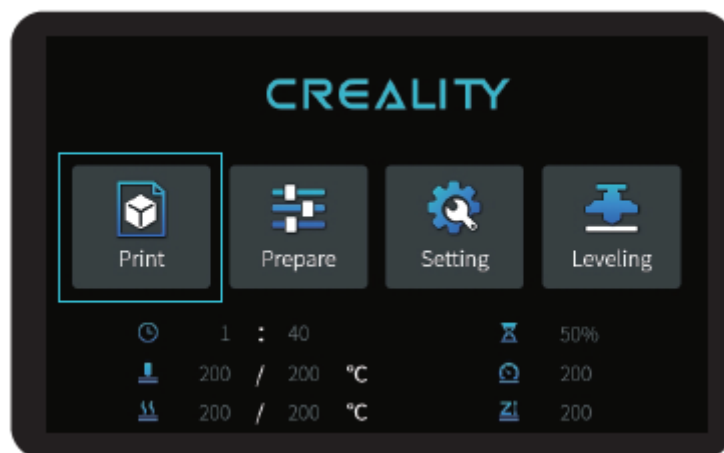 CREALITY
Print Prepare Setting Leveling
1 : 40 50%
200 / 200 °C 200
200 / 200 °C Z 200